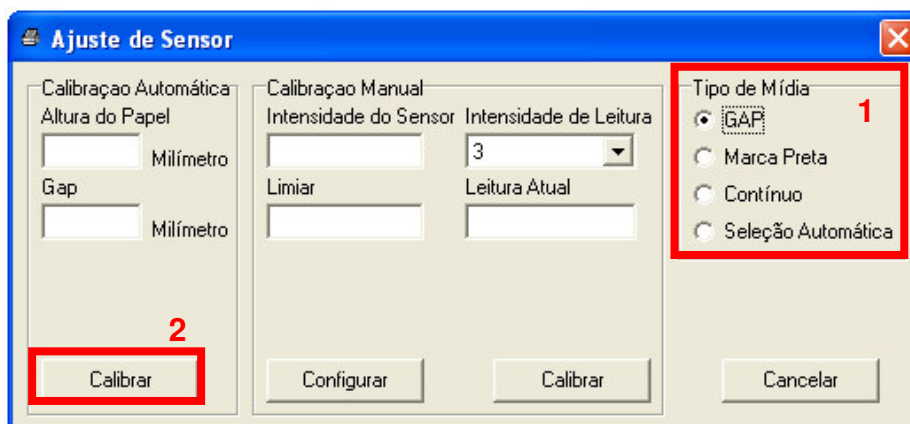 Ajuste de Sensor
Calibraçao Automática
Altura do Papel
Milímetro
Gap
Milímetro
2
Calibrar
Calibraçao Manual
Intensidade do Sensor
Intensidade de Leitura
3
Limiar
Leitura Atual
Configurar
Calibrar
Tipo de Mídia
1
GAP
Marca Preta
Contínuo
Seleção Automática
Cancelar